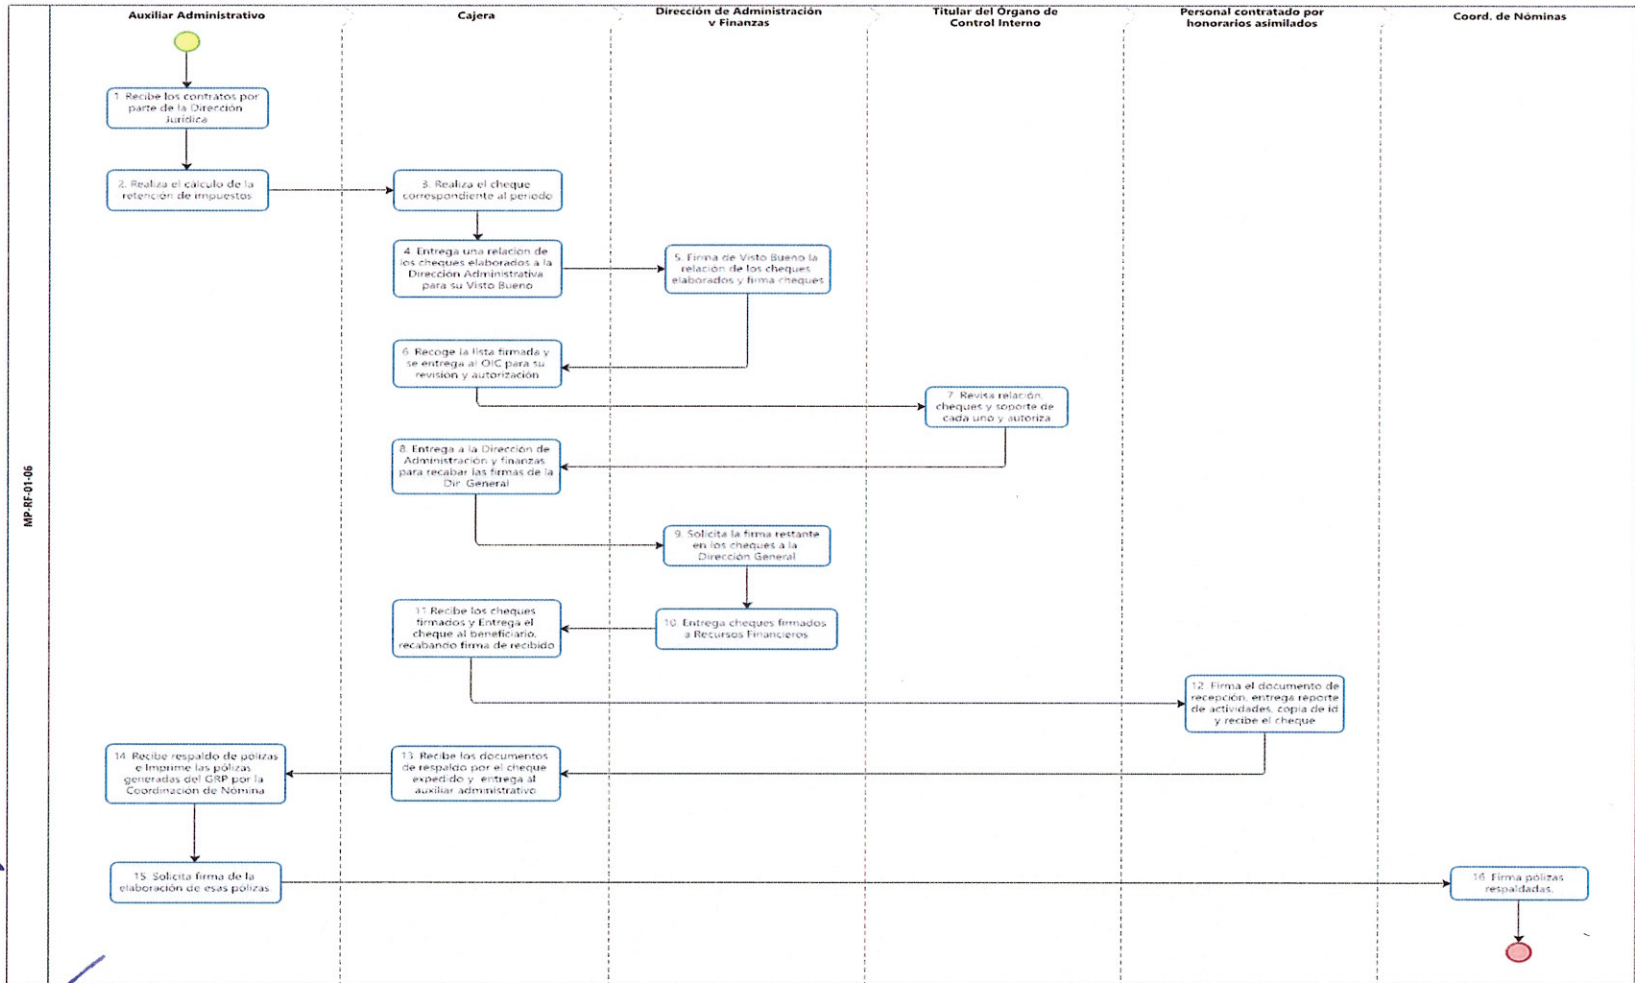 Auxiliar Administrativo
Cajera
Dirección de Administración
y Finanzas
Titular del Órgano de
Control Interno
Personal contratado por
honorarios asimilados
Coord. de Nóminas
MP-RF-01-06
1. Recibe los contratos por
parte de la Dirección
Jurídica
2. Realiza el cálculo de la
retención de impuestos
3. Realiza el cheque
correspondiente al periodo
4. Entrega una relación de
los cheques elaborados a la
Dirección Administrativa
para su Visto Bueno
5. Firma de Visto Bueno la
relación de los cheques
elaborados y firma cheques
6. Recoge la lista firmada y
se entrega al OIC para su
revisión y autorización
7. Revisa relación,
cheques y soporte de
cada uno y autoriza
8. Entrega a la Dirección de
Administración y finanzas
para recabar las firmas de la
Dir. General
9. Solicita la firma restante
en los cheques a la
Dirección General
10. Entrega cheques firmados
a Recursos Financieros
11.Recibe los cheques
firmados y Entrega el
cheque al beneficiario,
recabando firma de recibido
12. Firma el documento de
recepción, entrega reporte
de actividades, copia de id
y recibe el cheque
13. Recibe los documentos
de respaldo por el cheque
expedido y entrega al
auxiliar administrativo
14. Recibe respaldo de pólizas
e Imprime las pólizas
generadas del GRP por la
Coordinación de Nómina
15. Solicita firma de la
elaboración de esas pólizas
16. Firma pólizas
respaldadas.